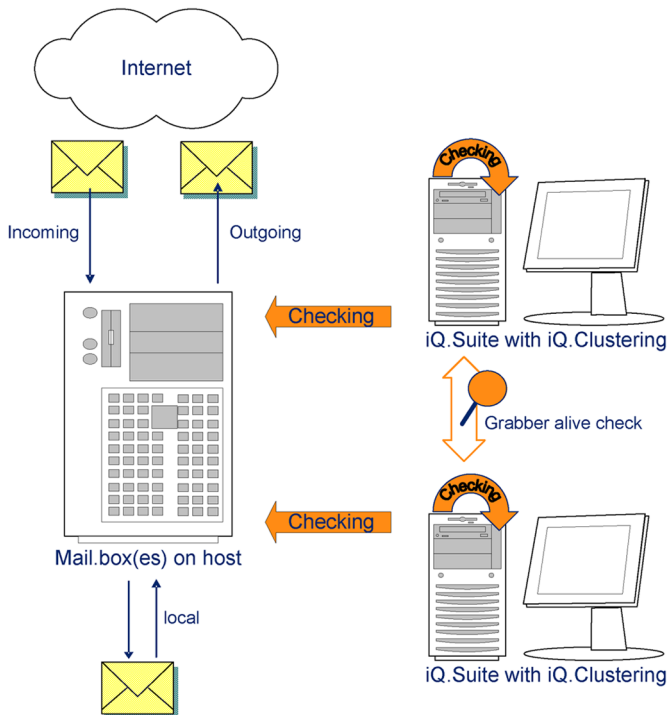 Internet
Checking
Incoming
Outgoing
Checking
iQ.Suite with iQ.Clustering
Grabber alive check
Checking
Checking
Mail.box(es) on host
local
iQ.Suite with iQ.Clustering